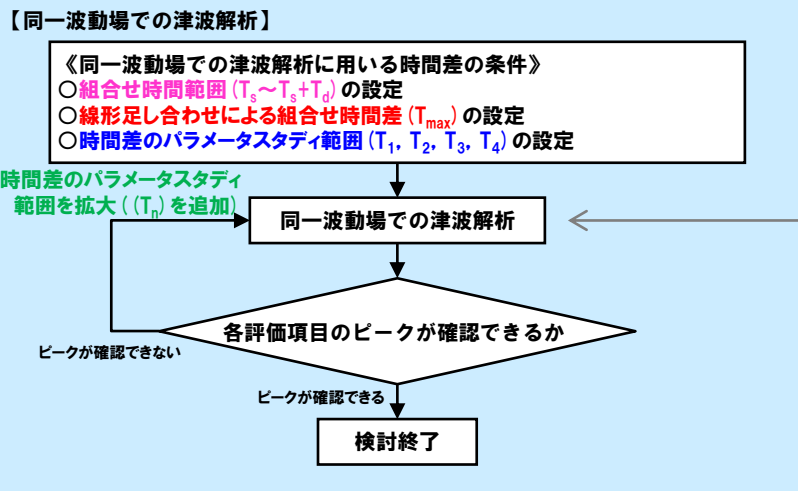 【同一波動場での津波解析】
《同一波動場での津波解析に用いる時間差の条件》
○組合せ時間範囲(Ts～Ts+Td)の設定
○線形足し合わせによる組合せ時間差(Tmax)の設定
○時間差のパラメータスタディ範囲(T1, T2, T3, T4)の設定
時間差のパラメータスタディ
範囲を拡大((Tn)を追加)
同一波動場での津波解析
各評価項目のピークが確認できるか
ピークが確認できない
ピークが確認できる
検討終了